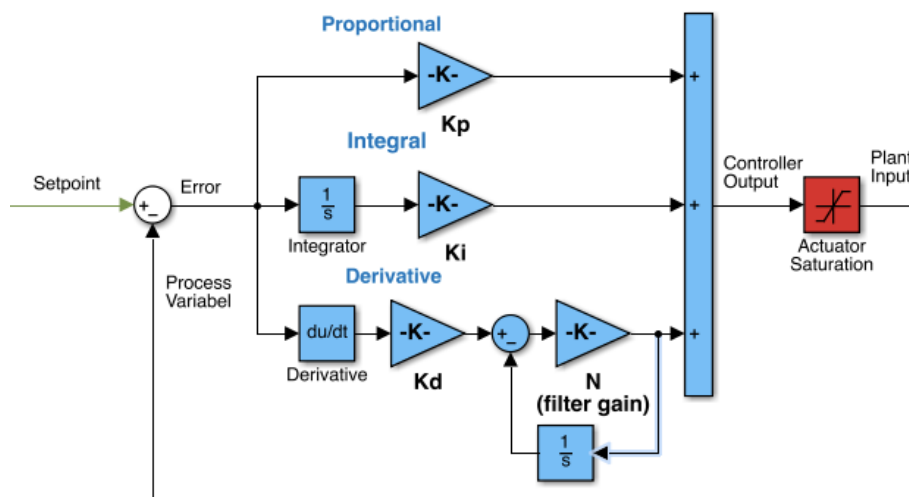 Proportional
-K-
+
Kp
Integral
Setpoint
Error
+
−
1
s
Integrator
-K-
Ki
+
Controller
Output
Plant
Input
Actuator
Saturation
Process
Variabel
Derivative
du/dt
Derivative
-K-
Kd
+
−
-K-
N
(filter gain)
+
1
s